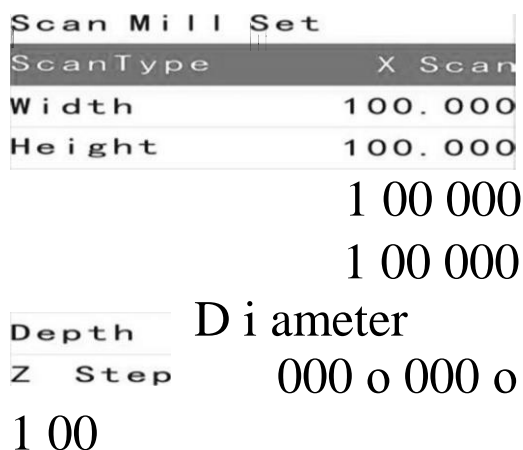 Scan Mill Set
ScanType X Scan
Width 100.000
Height 100.000
1 00 000
1 00 000
Depth D i ameter
Z Step 000 o 000 o
1 00